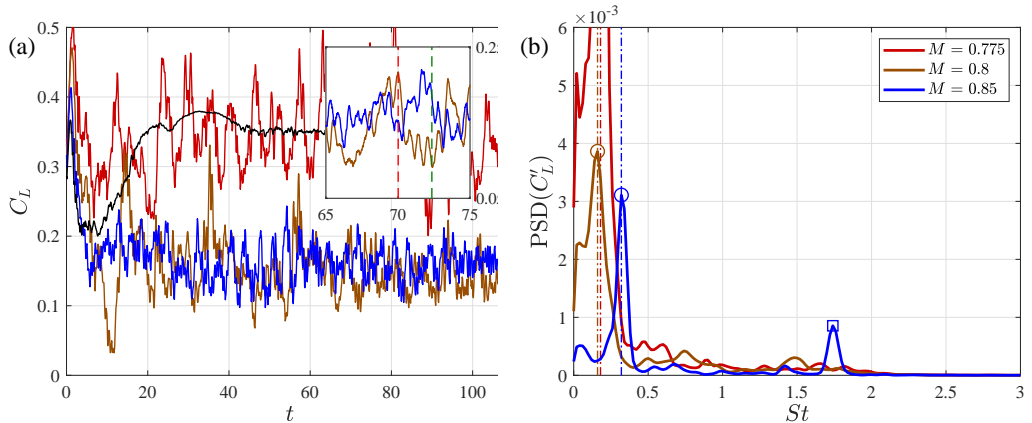 (a)
C_L
0.5
0.4
0.3
0.2
0.1
0
0 20 40 60 80 100
t
0.25
0.05
65 70 75
(b)
×10⁻³
PSD(C′_L)
6
5
4
3
2
1
0
0 0.5 1 1.5 2 2.5 3
St
M = 0.775
M = 0.8
M = 0.85